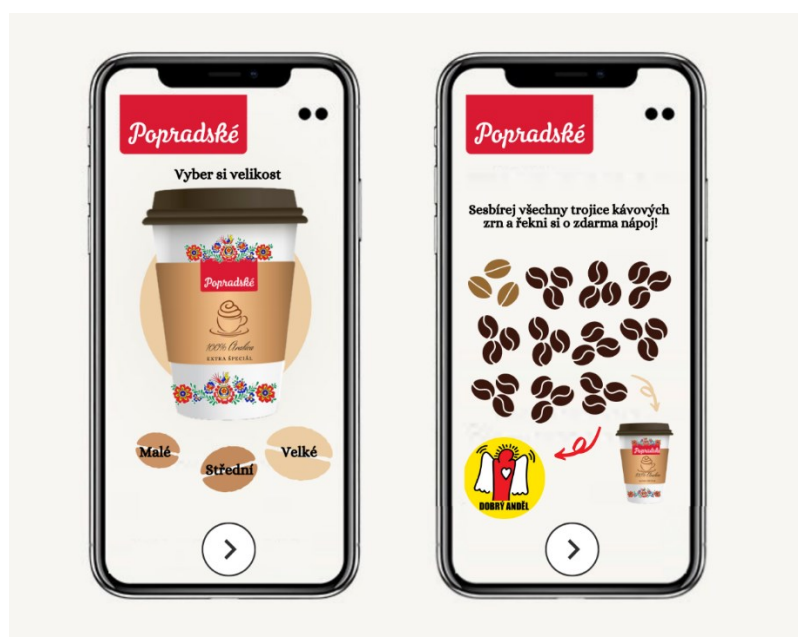 Popradské
Vyber si velikost
Popradské
100% Arabica
EXTRA ŠPECIÁL
Malé
Střední
Velké
Popradské
Sesbírej všechny trojice kávových
zrn a řekni si o zdarma nápoj!
Popradské
DOBRÝ ANDĚL